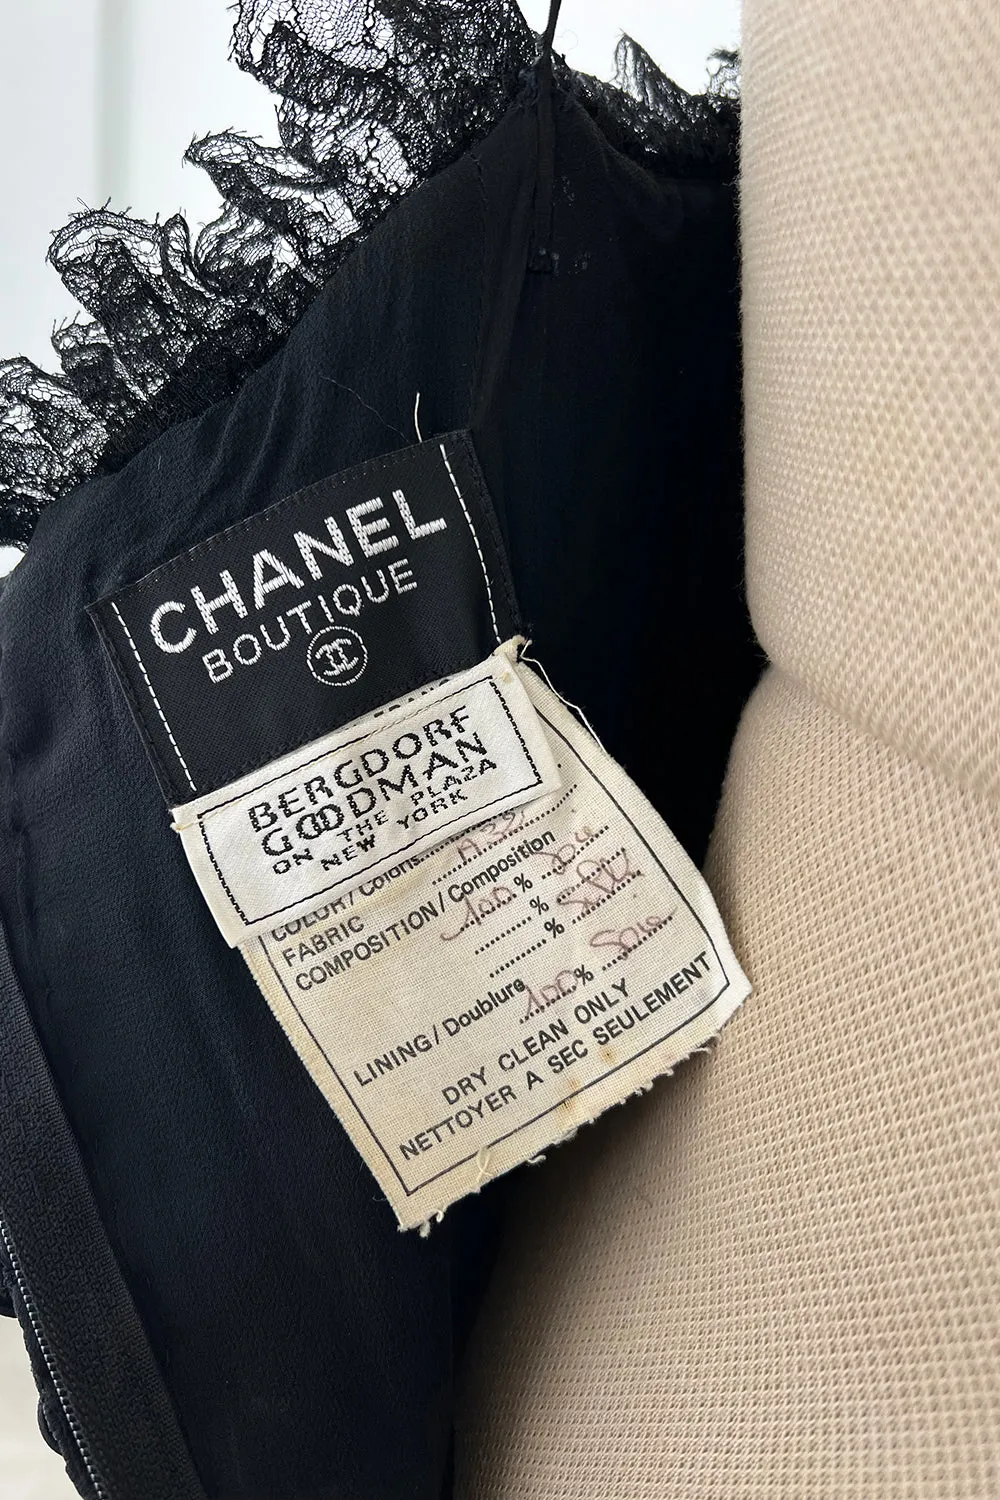 CHANEL
BOUTIQUE
BERGDORF
GOODMAN
ON THE PLAZA
NEW YORK
COLOR / Coloris
FABRIC
COMPOSITION / Composition
100 %
%
%
LINING / Doublure 100 % Soie
DRY CLEAN ONLY
NETTOYER A SEC SEULEMENT